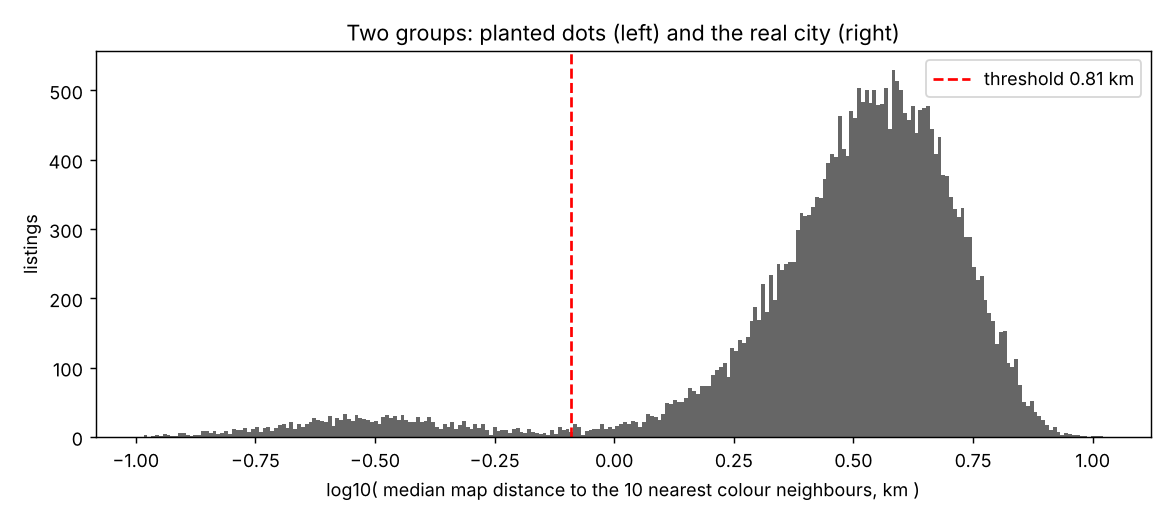 Two groups: planted dots (left) and the real city (right)
threshold 0.81 km
listings
500
400
300
200
100
0
−1.00 −0.75 −0.50 −0.25 0.00 0.25 0.50 0.75 1.00
log10( median map distance to the 10 nearest colour neighbours, km )